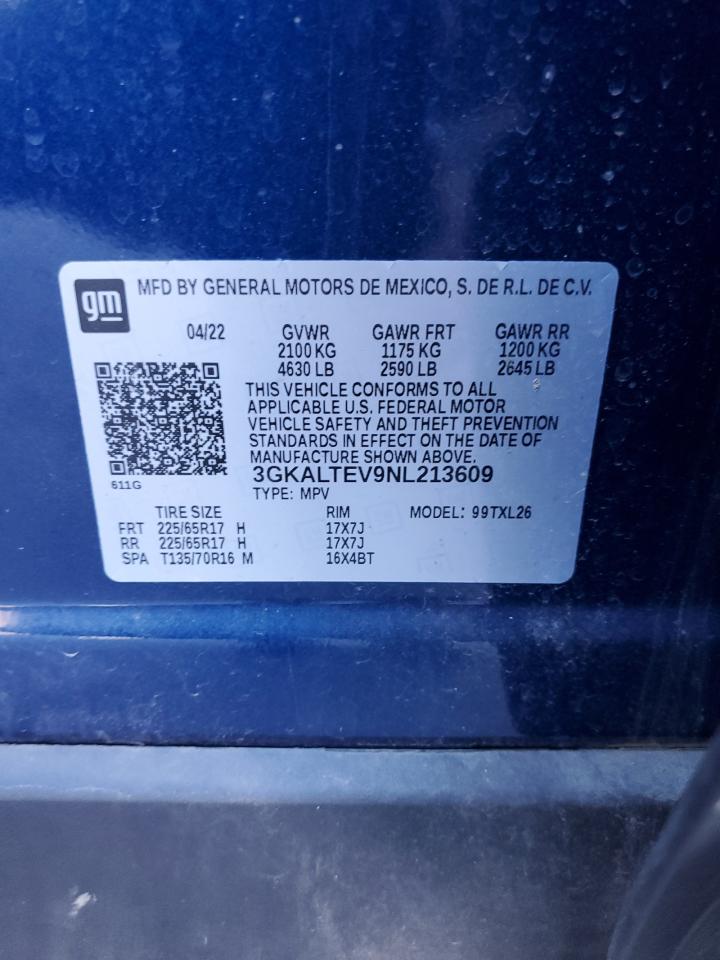 gm MFD BY GENERAL MOTORS DE MEXICO, S. DE R.L. DE C.V.
04/22 GVWR GAWR FRT GAWR RR
2100 KG 1175 KG 1200 KG
4630 LB 2590 LB 2645 LB
THIS VEHICLE CONFORMS TO ALL
APPLICABLE U.S. FEDERAL MOTOR
VEHICLE SAFETY AND THEFT PREVENTION
STANDARDS IN EFFECT ON THE DATE OF
MANUFACTURE SHOWN ABOVE.
611G
3GKALTEV9NL213609
TYPE: MPV
TIRE SIZE RIM MODEL: 99TXL26
FRT 225/65R17 H 17X7J
RR 225/65R17 H 17X7J
SPA T135/70R16 M 16X4BT